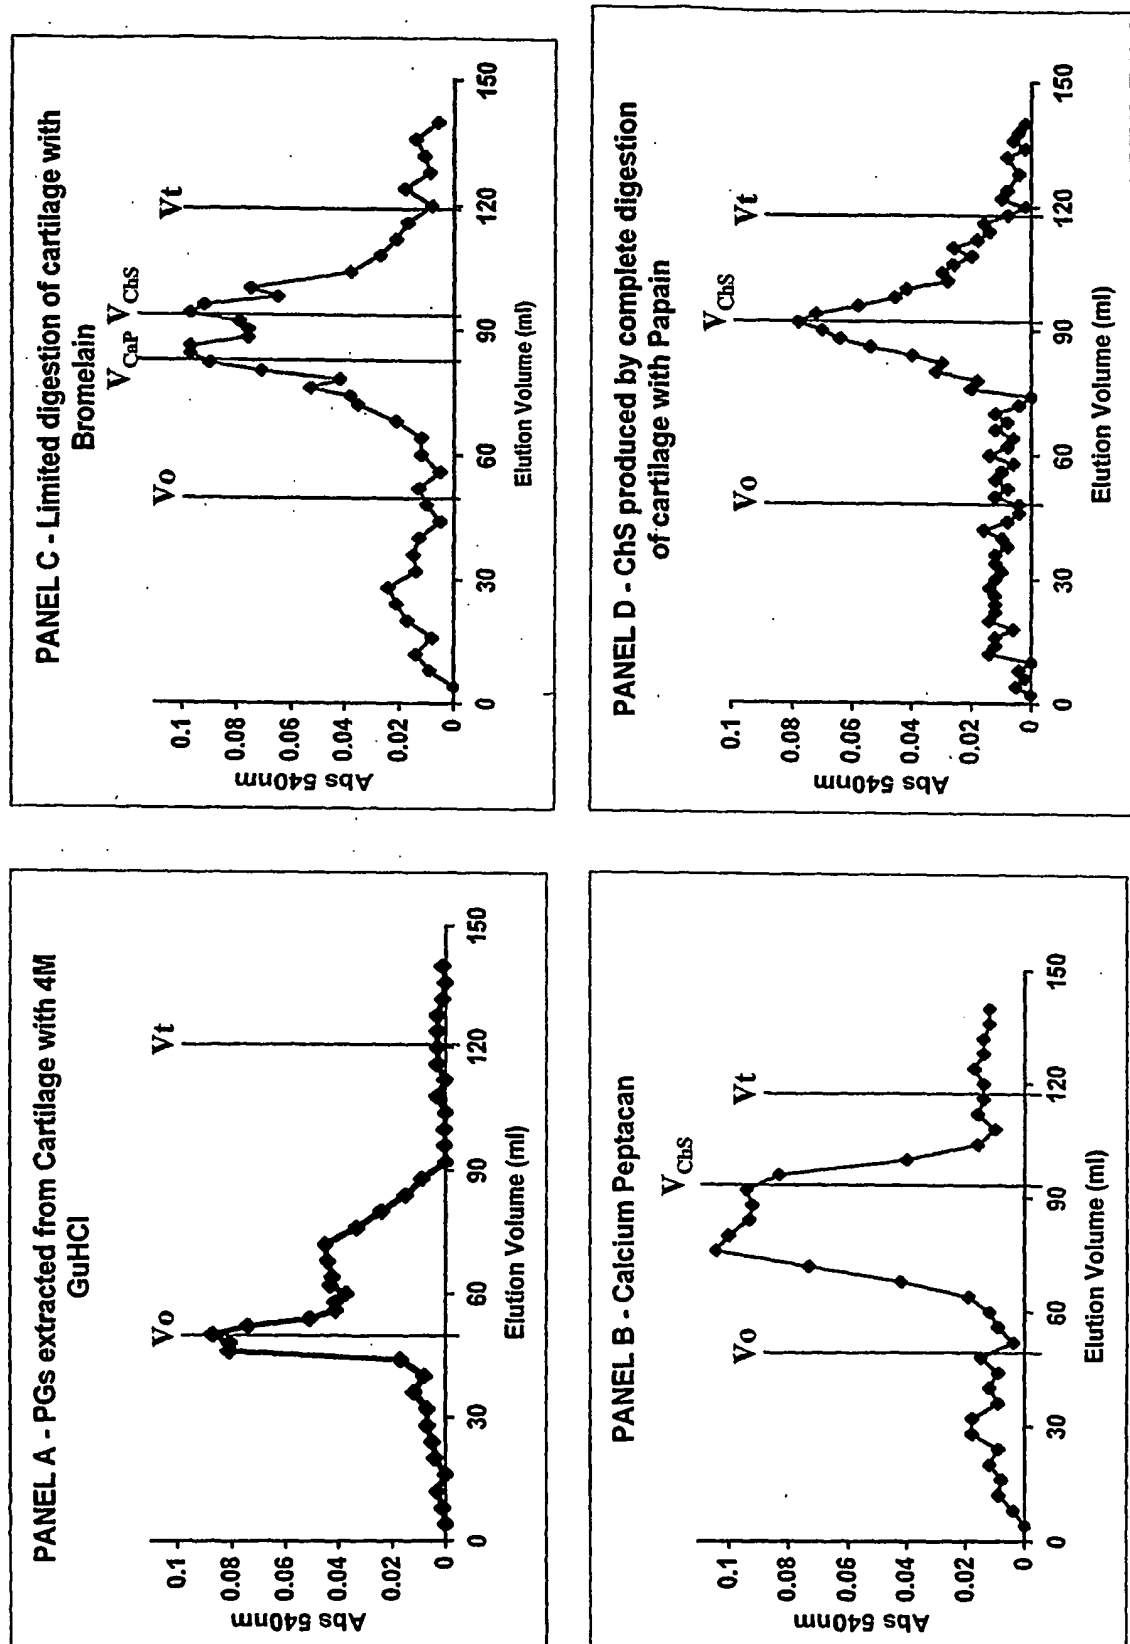 PANEL A - PGs extracted from Cartilage with 4M
GuHCl
Vo
Vt
Abs 540nm
0.1
0.08
0.06
0.04
0.02
0
0 30 60 90 120 150
Elution Volume (ml)
PANEL C - Limited digestion of cartilage with
Bromelain
Vo
VCaP
VChS
Vt
Abs 540nm
0.1
0.08
0.06
0.04
0.02
0
0 30 60 90 120 150
Elution Volume (ml)
PANEL B - Calcium Peptacan
Vo
VChS
Vt
Abs 540nm
0.1
0.08
0.06
0.04
0.02
0
0 30 60 90 120 150
Elution Volume (ml)
PANEL D - ChS produced by complete digestion
of cartilage with Papain
Vo
VChS
Vt
Abs 540nm
0.1
0.08
0.06
0.04
0.02
0
0 30 60 90 120 150
Elution Volume (ml)